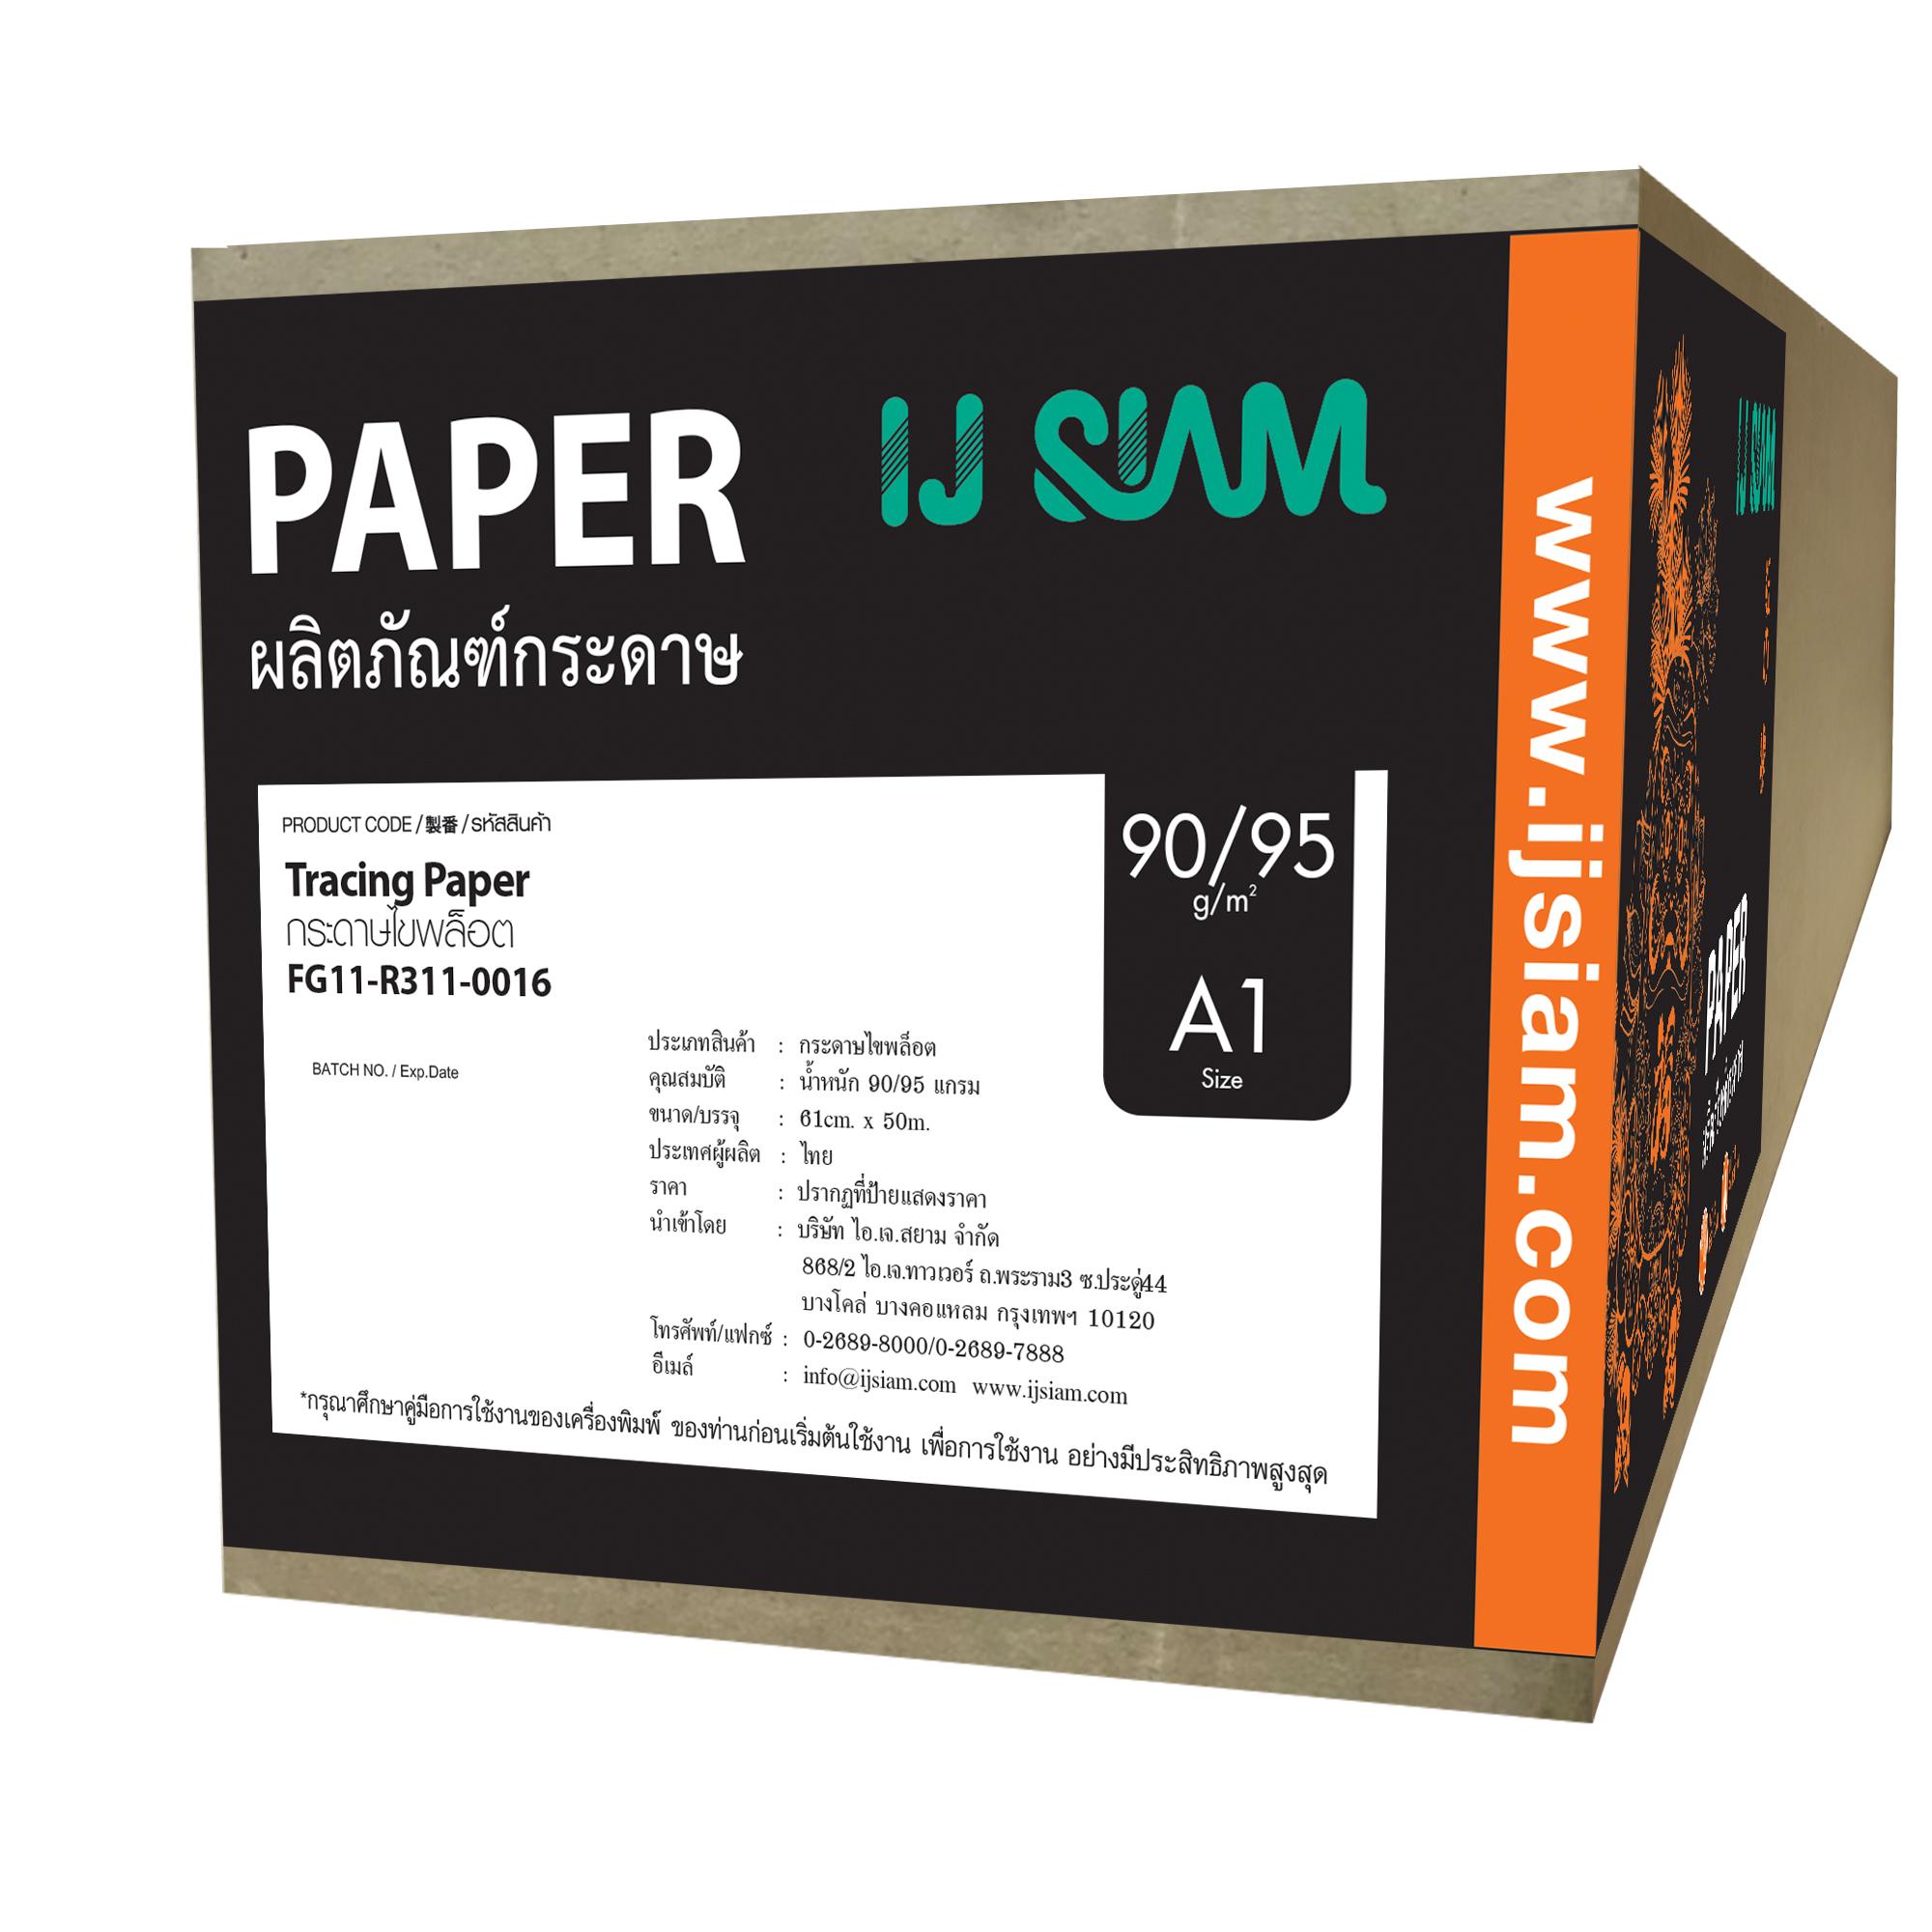 PAPER
IJ SIAM
ผลิตภัณฑ์กระดาษ
PRODUCT CODE / 製番 / รหัสสินค้า
Tracing Paper
กระดาษไขพล็อต
FG11-R311-0016
BATCH NO. / Exp.Date
90/95
g/m²
A1
Size
ประเภทสินค้า : กระดาษไขพล็อต
คุณสมบัติ : น้ำหนัก 90/95 แกรม
ขนาด/บรรจุ : 61cm. x 50m.
ประเทศผู้ผลิต : ไทย
ราคา : ปรากฏที่ป้ายแสดงราคา
นำเข้าโดย : บริษัท ไอ.เจ.สยาม จำกัด
868/2 ไอ.เจ.ทาวเวอร์ ถ.พระราม3 ซ.ประดู่44
บางโคล่ บางคอแหลม กรุงเทพฯ 10120
โทรศัพท์/แฟกซ์ : 0-2689-8000/0-2689-7888
อีเมล์ : info@ijsiam.com www.ijsiam.com
*กรุณาศึกษาคู่มือการใช้งานของเครื่องพิมพ์ ของท่านก่อนเริ่มต้นใช้งาน เพื่อการใช้งาน อย่างมีประสิทธิภาพสูงสุด
www.ijsiam.com
IJ SIAM
PAPER
ผลิตภัณฑ์กระดาษ